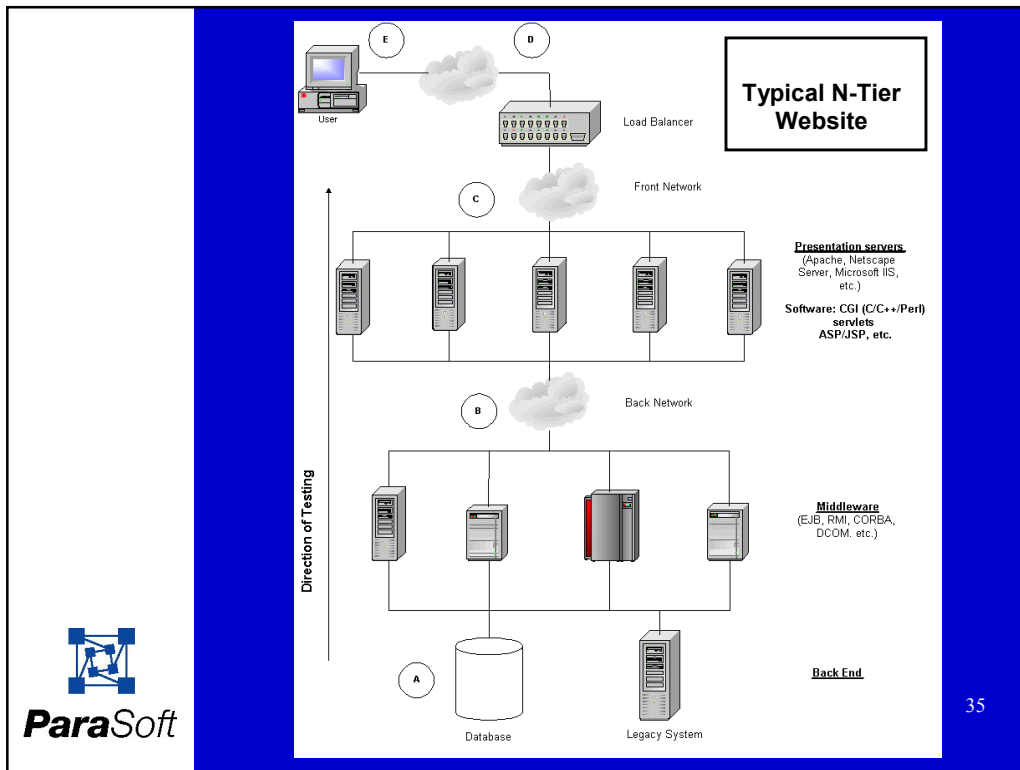 E
D
Typical N-Tier
Website
User
Load Balancer
Front Network
C
Presentation servers
(Apache, Netscape
Server, Microsoft IIS,
etc.)
Software: CGI (C/C++/Perl)
servlets
ASP/JSP, etc.
Back Network
B
Direction of Testing
Middleware
(EJB, RMI, CORBA,
DCOM. etc.)
A
Back End
Database
Legacy System
ParaSoft
35